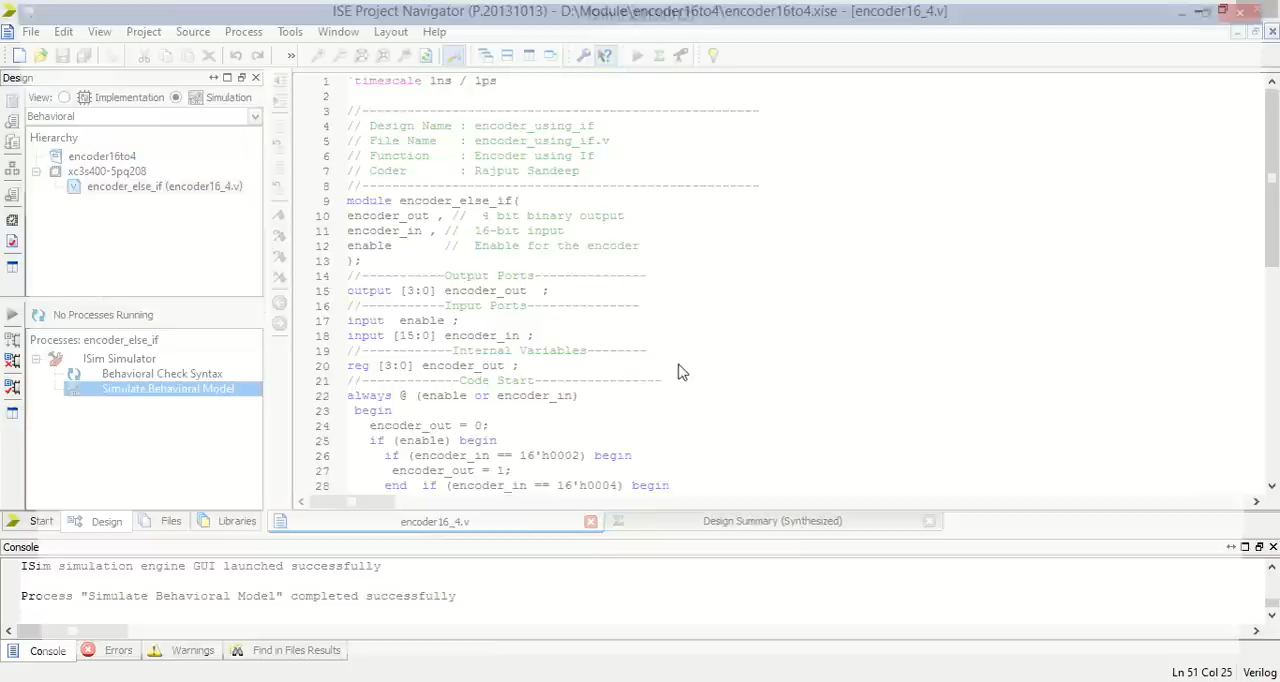 ISE Project Navigator (P.20131013) - D:\Module\encoder16to4\encoder16to4.xise - [encoder16_4.v]
File Edit View Project Source Process Tools Window Layout Help
Design
View: Implementation Simulation
Behavioral
Hierarchy
encoder16to4
xc3s400-5pq208
encoder_else_if (encoder16_4.v)
No Processes Running
Processes: encoder_else_if
ISim Simulator
Behavioral Check Syntax
Simulate Behavioral Model
Start Design Files Libraries
1 `timescale 1ns / 1ps
2
3 //------------------------------------------------------
4 // Design Name : encoder_using_if
5 // File Name : encoder_using_if.v
6 // Function : Encoder using If
7 // Coder : Rajput Sandeep
8 //------------------------------------------------------
9 module encoder_else_if(
10 encoder_out , // 4 bit binary output
11 encoder_in , // 16-bit input
12 enable // Enable for the encoder
13 );
14 //-----------Output Ports---------------
15 output [3:0] encoder_out ;
16 //-----------Input Ports---------------
17 input enable ;
18 input [15:0] encoder_in ;
19 //------------Internal Variables--------
20 reg [3:0] encoder_out ;
21 //-------------Code Start-----------------
22 always @ (enable or encoder_in)
23 begin
24 encoder_out = 0;
25 if (enable) begin
26 if (encoder_in == 16'h0002) begin
27 encoder_out = 1;
28 end if (encoder_in == 16'h0004) begin
encoder16_4.v Design Summary (Synthesized)
Console
ISim simulation engine GUI launched successfully
Process "Simulate Behavioral Model" completed successfully
Console Errors Warnings Find in Files Results
Ln 51 Col 25 Verilog